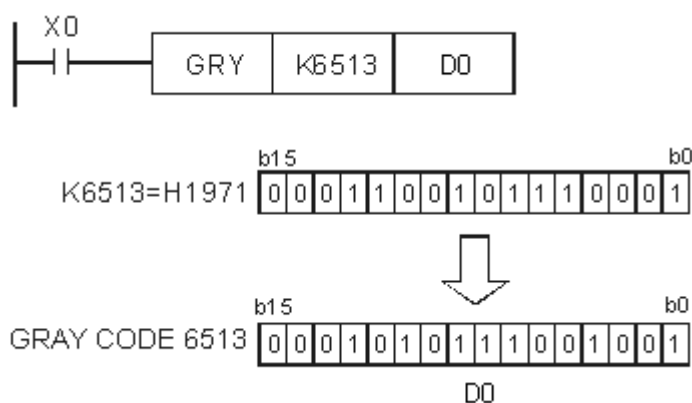 X0
GRY K6513 D0
b15 b0
K6513=H1971 0 0 0 1 1 0 0 1 0 1 1 1 0 0 0 1
b15 b0
GRAY CODE 6513 0 0 0 1 0 1 0 1 1 1 0 0 1 0 0 1
D0